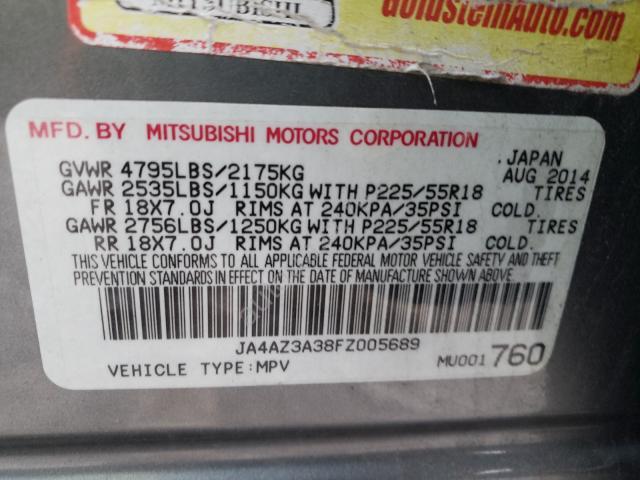 MITSUBISHI
GoldsteinAuto.com
MFD. BY MITSUBISHI MOTORS CORPORATION
, JAPAN
GVWR 4795LBS/2175KG AUG 2014
GAWR 2535LBS/1150KG WITH P225/55R18 TIRES
FR 18X7.0J RIMS AT 240KPA/35PSI COLD.
GAWR 2756LBS/1250KG WITH P225/55R18 TIRES
RR 18X7.0J RIMS AT 240KPA/35PSI COLD.
THIS VEHICLE CONFORMS TO ALL APPLICABLE FEDERAL MOTOR VEHICLE SAFETY AND THEFT
PREVENTION STANDARDS IN EFFECT ON THE DATE OF MANUFACTURE SHOWN ABOVE.
JA4AZ3A38FZ005689
VEHICLE TYPE:MPV MU001 760